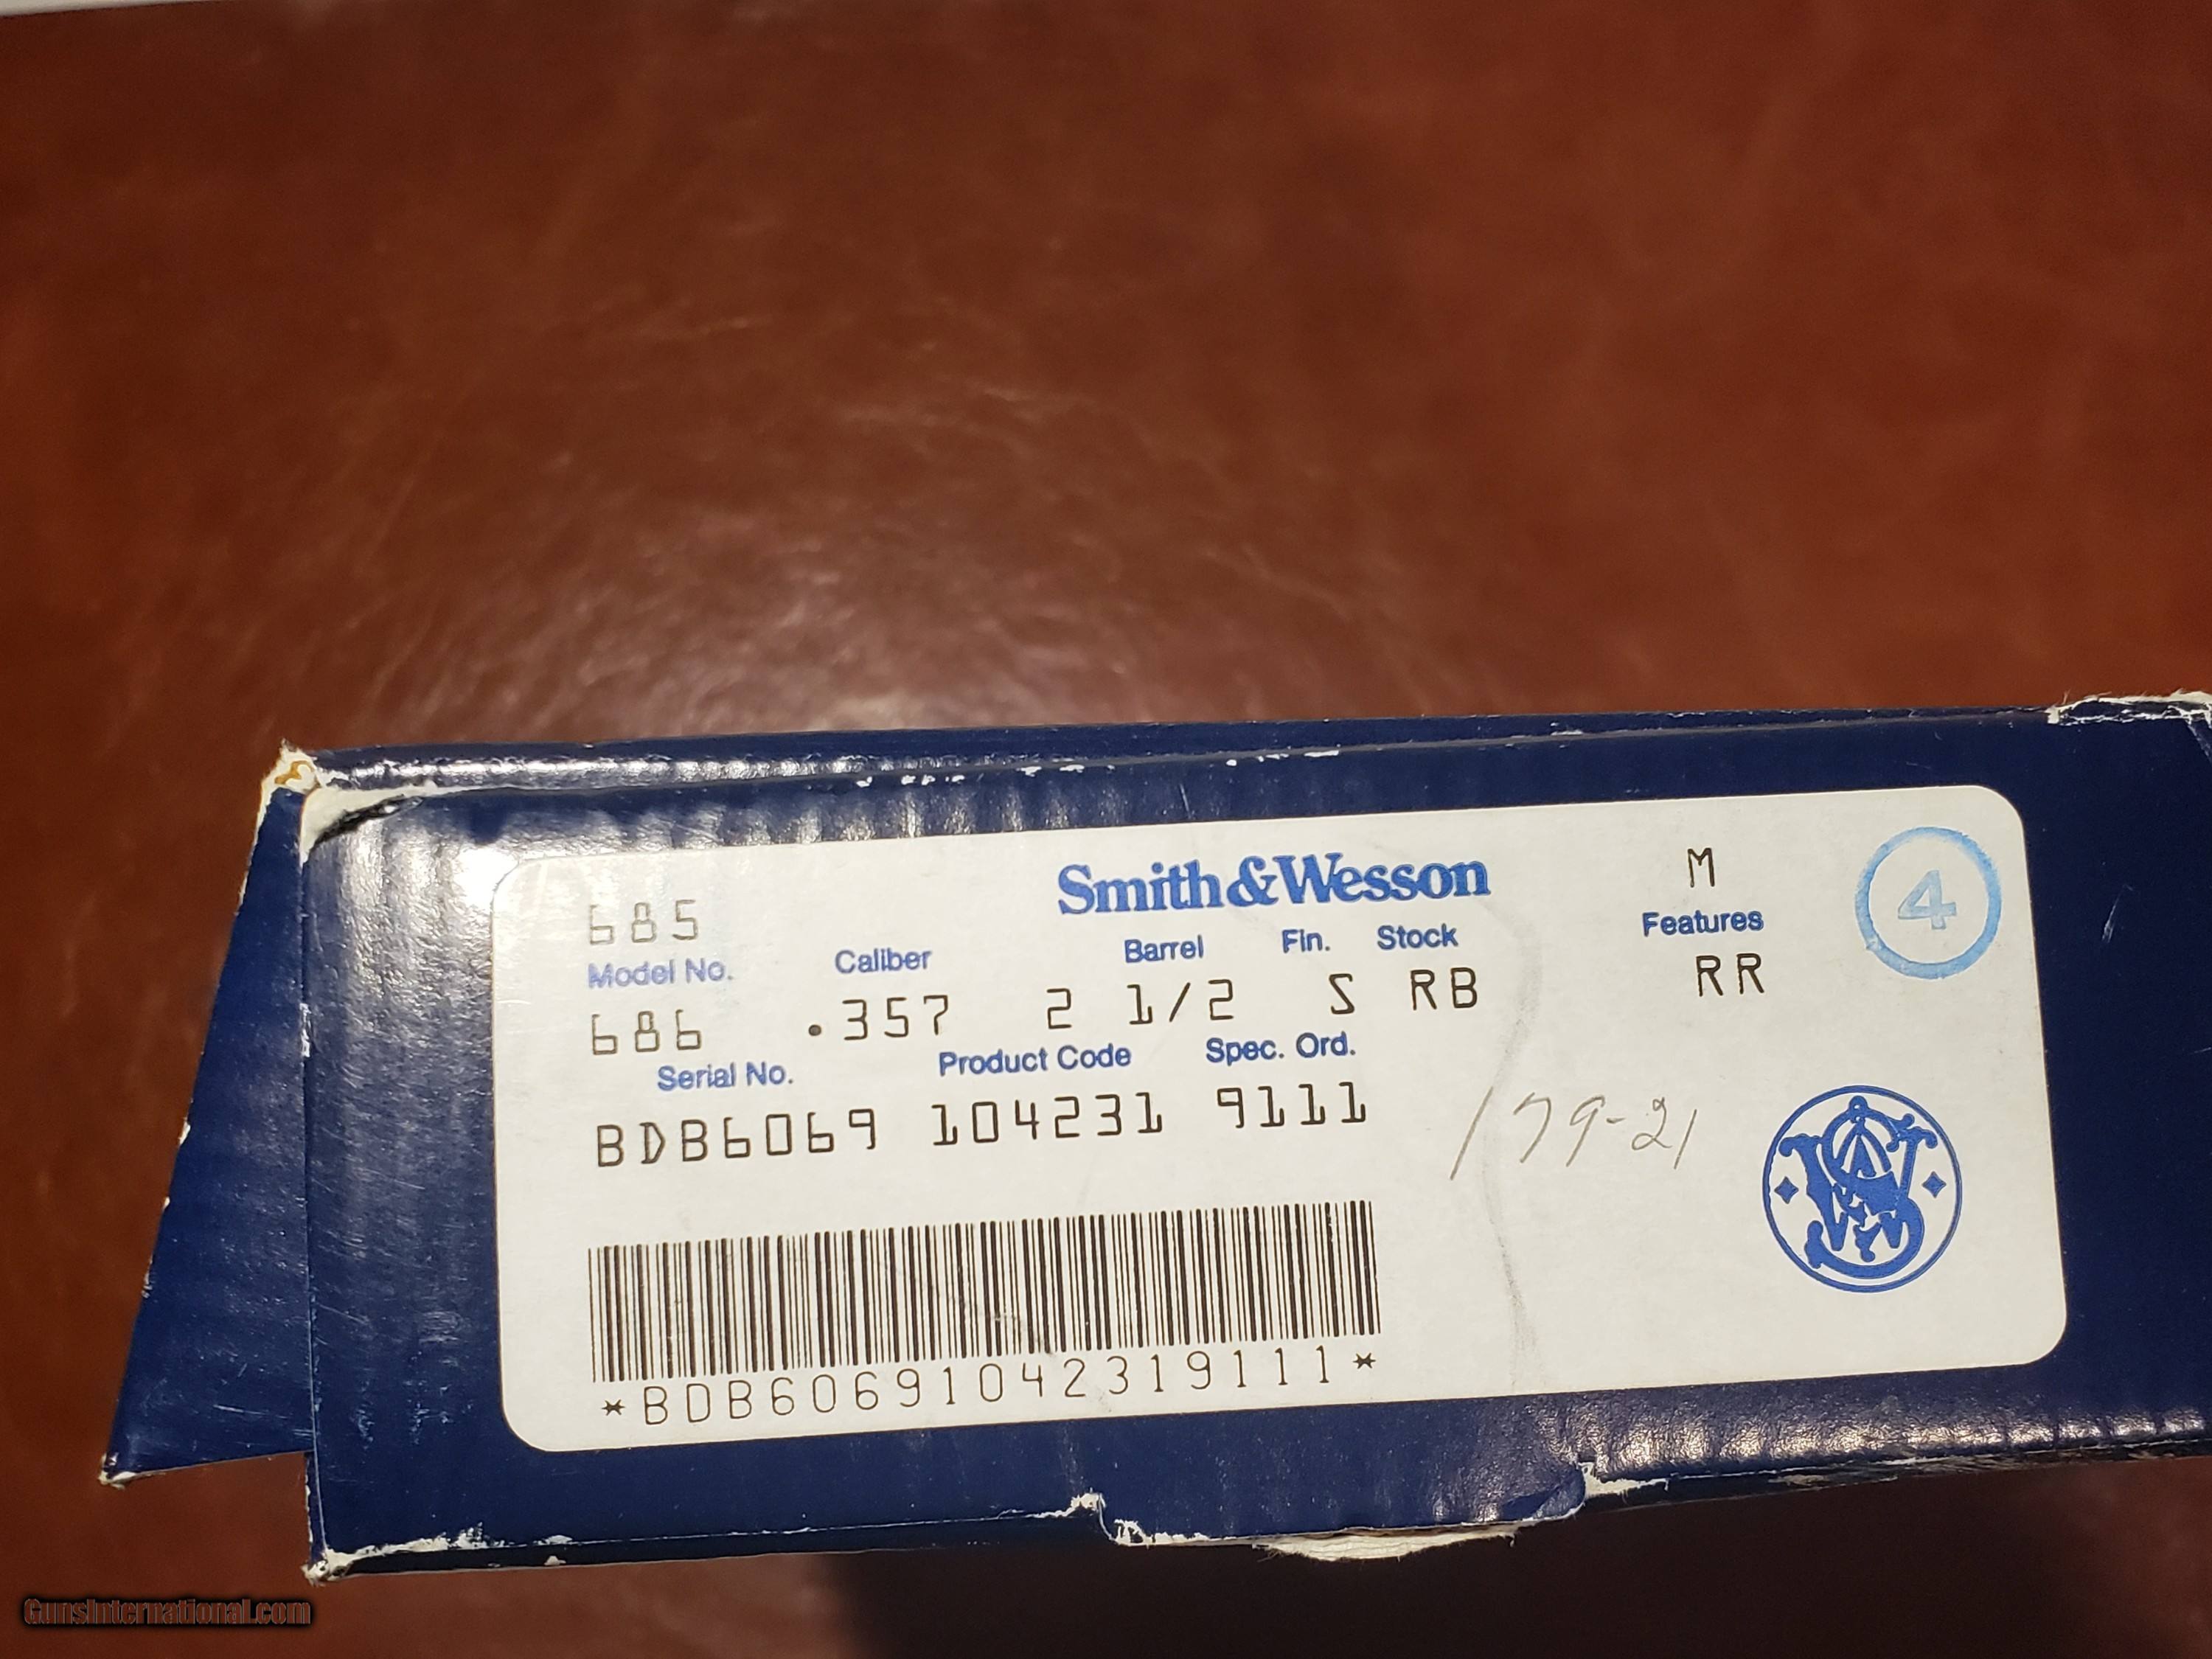 Smith&Wesson
M
4
685
Model No. Caliber Barrel Fin. Stock Features
686 .357 2 1/2 S RB RR
Serial No. Product Code Spec. Ord.
BDB6069 104231 9111
179-21
*BDB60691042319111*
GunsInternational.com